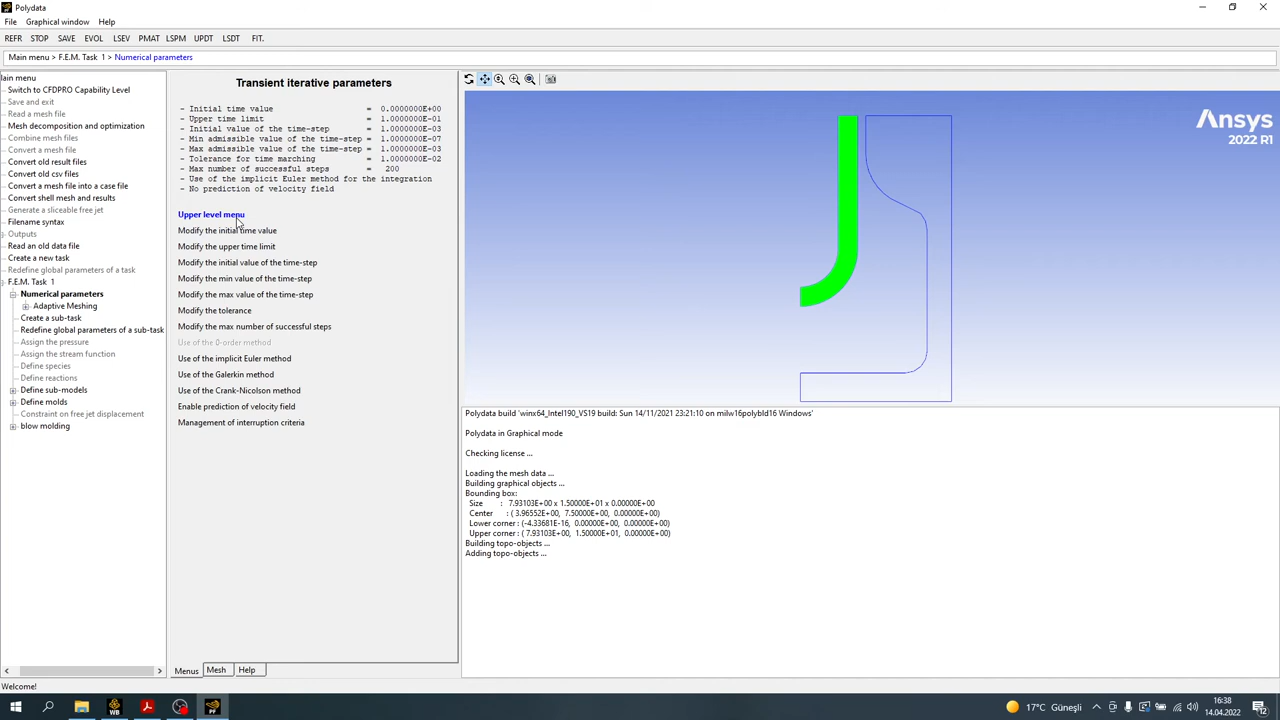 Polydata
File Graphical window Help
REFR STOP SAVE EVOL LSEV PMAT LSPM UPDT LSDT FIT.
Main menu > F.E.M. Task 1 > Numerical parameters
lain menu
Switch to CFDPRO Capability Level
Save and exit
Read a mesh file
Mesh decomposition and optimization
Combine mesh files
Convert a mesh file
Convert old result files
Convert old csv files
Convert a mesh file into a case file
Convert shell mesh and results
Generate a sliceable free jet
Filename syntax
Outputs
Read an old data file
Create a new task
Redefine global parameters of a task
F.E.M. Task 1
Numerical parameters
Adaptive Meshing
Create a sub-task
Redefine global parameters of a sub-task
Assign the pressure
Assign the stream function
Define species
Define reactions
Define sub-models
Define molds
Constraint on free jet displacement
blow molding
Transient iterative parameters
- Initial time value = 0.0000000E+00
- Upper time limit = 1.0000000E-01
- Initial value of the time-step = 1.0000000E-03
- Min admissible value of the time-step = 1.0000000E-07
- Max admissible value of the time-step = 1.0000000E-03
- Tolerance for time marching = 1.0000000E-02
- Max number of successful steps = 200
- Use of the implicit Euler method for the integration
- No prediction of velocity field
Upper level menu
Modify the initial time value
Modify the upper time limit
Modify the initial value of the time-step
Modify the min value of the time-step
Modify the max value of the time-step
Modify the tolerance
Modify the max number of successful steps
Use of the 0-order method
Use of the implicit Euler method
Use of the Galerkin method
Use of the Crank-Nicolson method
Enable prediction of velocity field
Management of interruption criteria
Menus Mesh Help
Ansys
2022 R1
Polydata build 'winx64_Intel190_VS19 build: Sun 14/11/2021 23:21:10 on milw16polybld16 Windows'
Polydata in Graphical mode
Checking license ...
Loading the mesh data ...
Building graphical objects ...
Bounding box:
Size : 7.93103E+00 x 1.50000E+01 x 0.00000E+00
Center : ( 3.96552E+00, 7.50000E+00, 0.00000E+00)
Lower corner : (-4.33681E-16, 0.00000E+00, 0.00000E+00)
Upper corner : ( 7.93103E+00, 1.50000E+01, 0.00000E+00)
Building topo-objects ...
Adding topo-objects ...
Welcome!
17°C Güneşli
16:38
14.04.2022